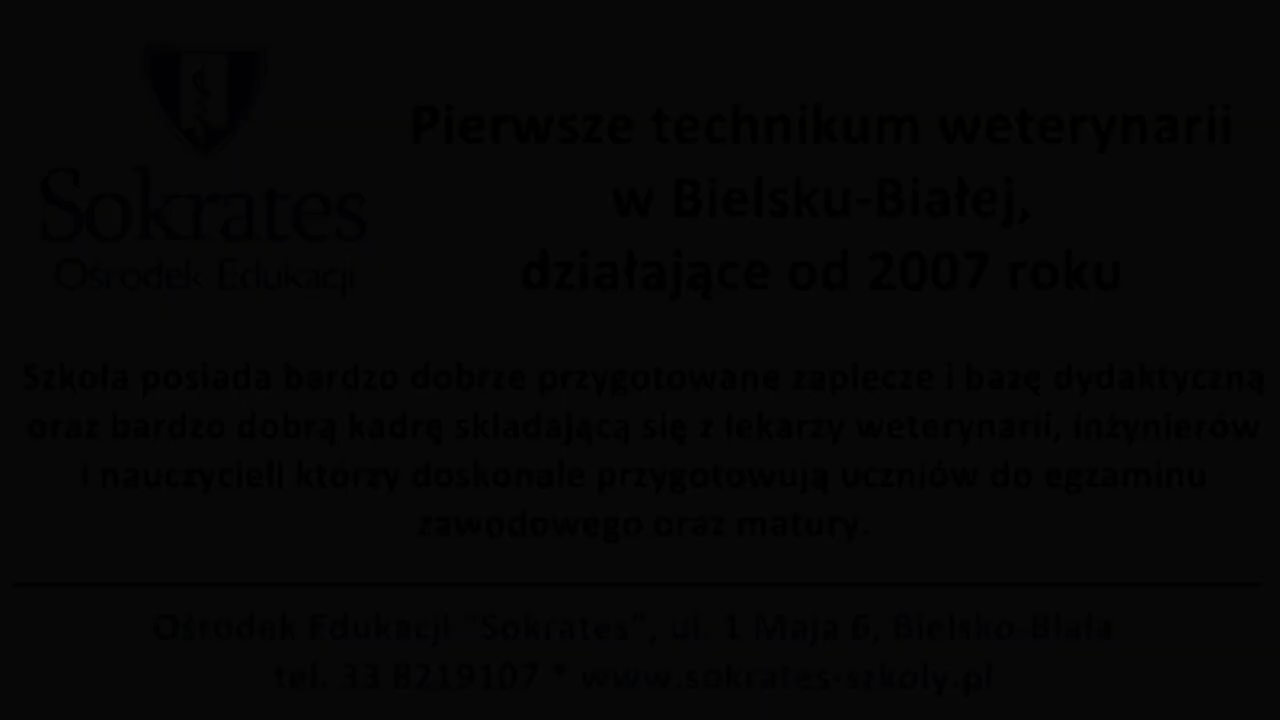 Sokrates
Ośrodek Edukacji
Pierwsze technikum weterynarii
w Bielsku-Białej,
działające od 2007 roku
Szkoła posiada bardzo dobrze przygotowane zaplecze i bazę dydaktyczną
oraz bardzo dobrą kadrę składającą się z lekarzy weterynarii, inżynierów
i nauczycieli którzy doskonale przygotowują uczniów do egzaminu
zawodowego oraz matury.
Ośrodek Edukacji "Sokrates", ul. 1 Maja 6, Bielsko-Biała
tel. 33 8219107 * www.sokrates-szkoly.pl